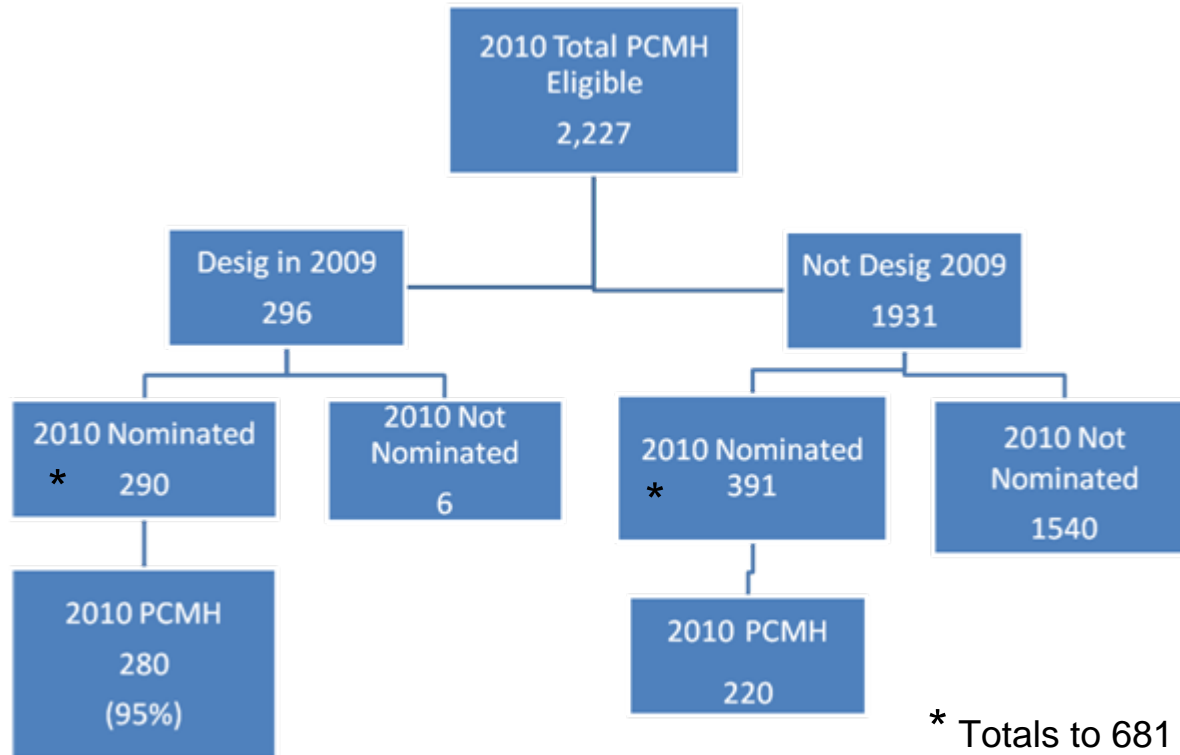 2010 Total PCMH
Eligible
2,227
Desig in 2009
296
Not Desig 2009
1931
2010 Nominated
* 290
2010 Not
Nominated
6
2010 Nominated
* 391
2010 Not
Nominated
1540
2010 PCMH
280
(95%)
2010 PCMH
220
* Totals to 681